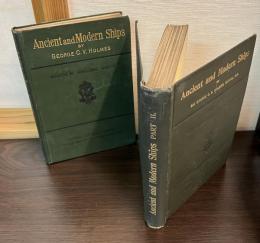 Ancient and Modern Ships
BY
GEORGE C. V. HOLMES
Ancient and Modern Ships
Ancient and Modern Ships PART II.